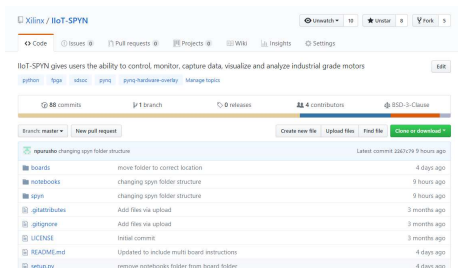 Xilinx / IIoT-SPYN
Unwatch 10 Unstar 8 Fork 5
Code Issues 0 Pull requests 0 Projects 0 Wiki Insights Settings
IIoT-SPYN gives users the ability to control, monitor, capture data, visualize and analyze industrial grade motors Edit
python fpga sdsoc pynq pynq-hardware-overlay Manage topics
88 commits 1 branch 0 releases 4 contributors BSD-3-Clause
Branch: master New pull request Create new file Upload files Find file Clone or download
npurusho changing spyn folder structure Latest commit 2267c79 9 hours ago
boards move folder to correct location 4 days ago
notebooks changing spyn folder structure 9 hours ago
spyn changing spyn folder structure 9 hours ago
.gitattributes Add files via upload 3 months ago
.gitignore Add files via upload 3 months ago
LICENSE Initial commit 3 months ago
README.md Updated to include multi board instructions 4 days ago
setup.py remove notebooks folder from board folder 4 days ago